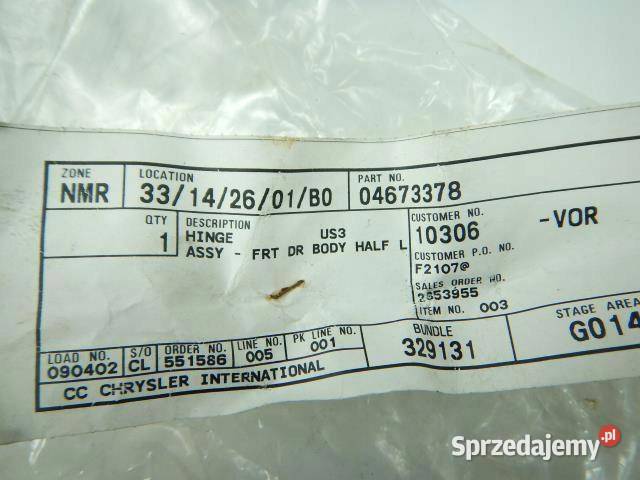 ZONE
NMR
LOCATION
33/14/26/01/B0
PART NO.
04673378
QTY
1
DESCRIPTION
HINGE US3
ASSY - FRT DR BODY HALF L
CUSTOMER NO.
10306 -VOR
CUSTOMER P.O. NO.
F2107@
SALES ORDER NO.
2653955
ITEM NO. 003
LOAD NO.
090402
S/O
CL
ORDER NO.
551586
LINE NO.
005
PK LINE NO.
001
BUNDLE
329131
STAGE AREA
G014
CC CHRYSLER INTERNATIONAL
Sprzedajemy.pl